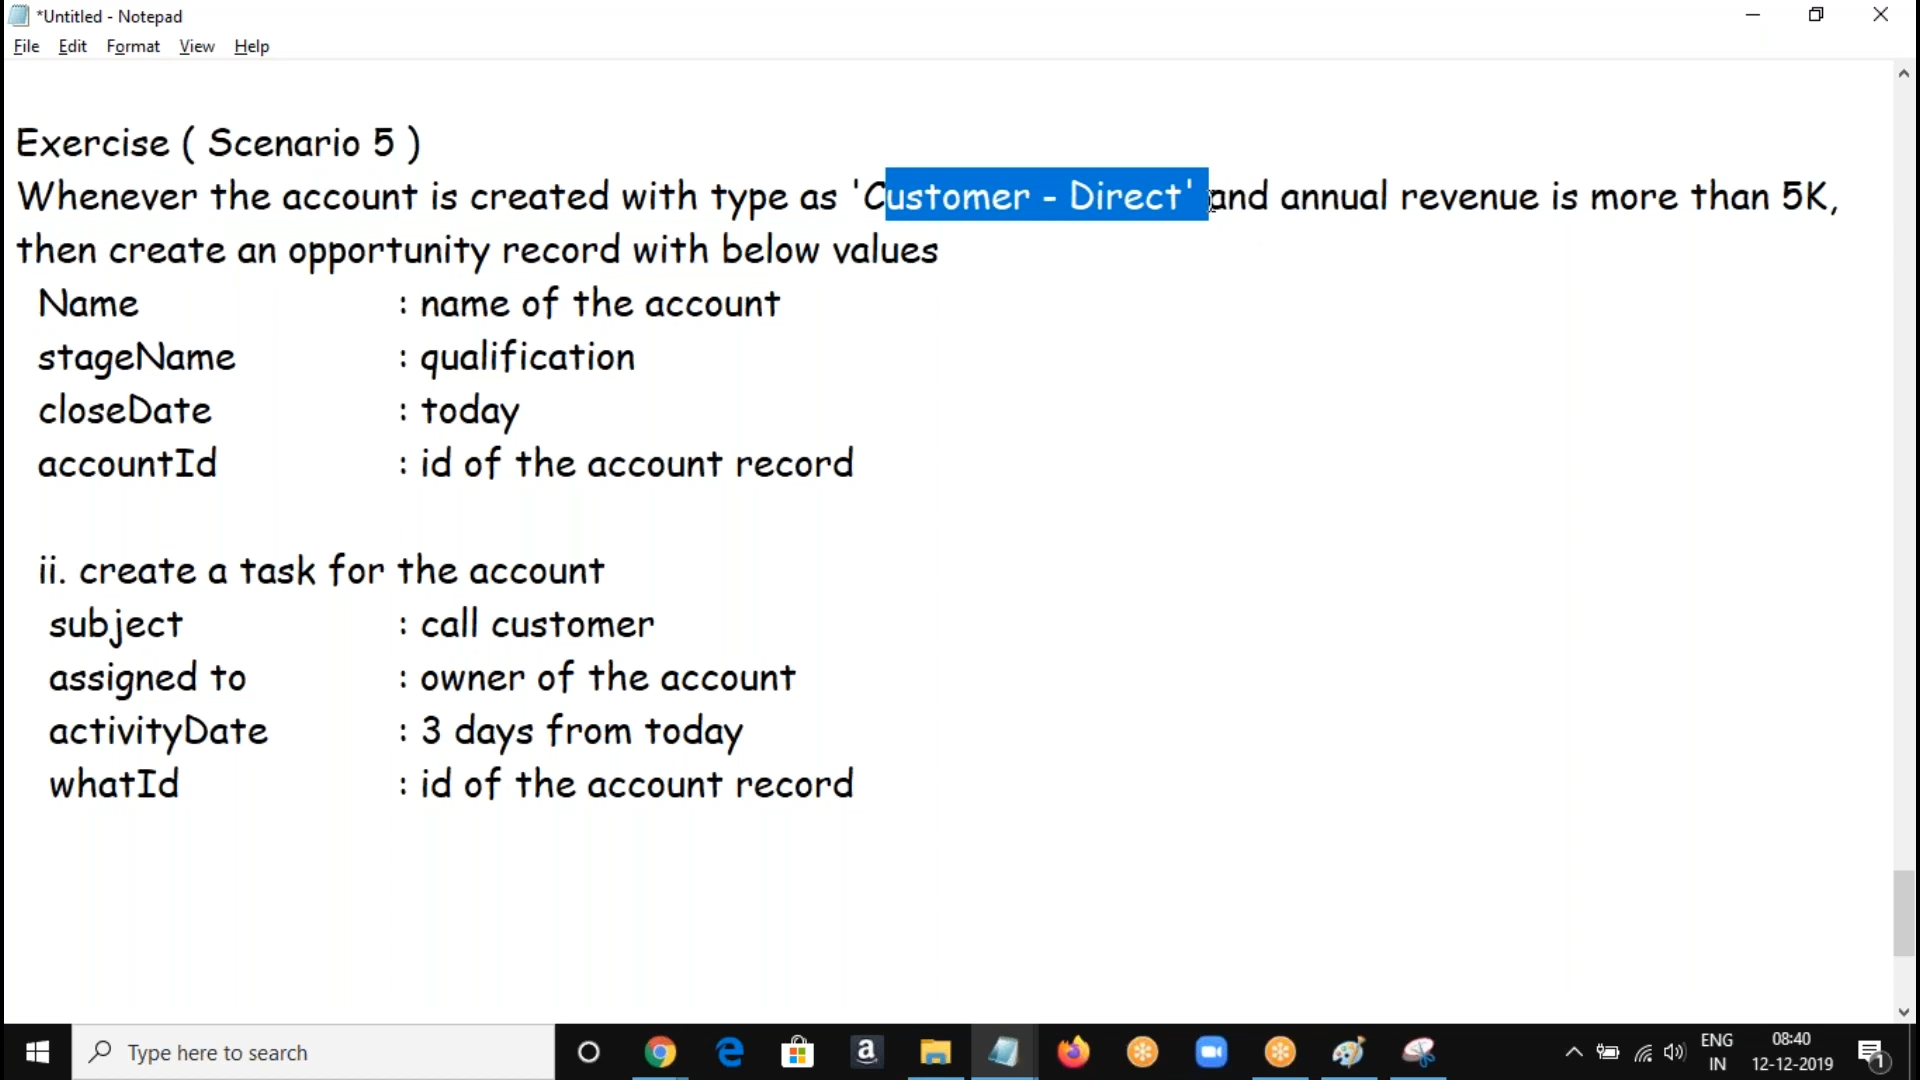 *Untitled - Notepad
File Edit Format View Help
Exercise ( Scenario 5 )
Whenever the account is created with type as 'Customer - Direct' and annual revenue is more than 5K,
then create an opportunity record with below values
Name : name of the account
stageName : qualification
closeDate : today
accountId : id of the account record
ii. create a task for the account
subject : call customer
assigned to : owner of the account
activityDate : 3 days from today
whatId : id of the account record
Type here to search
a
ENG
IN
08:40
12-12-2019
1